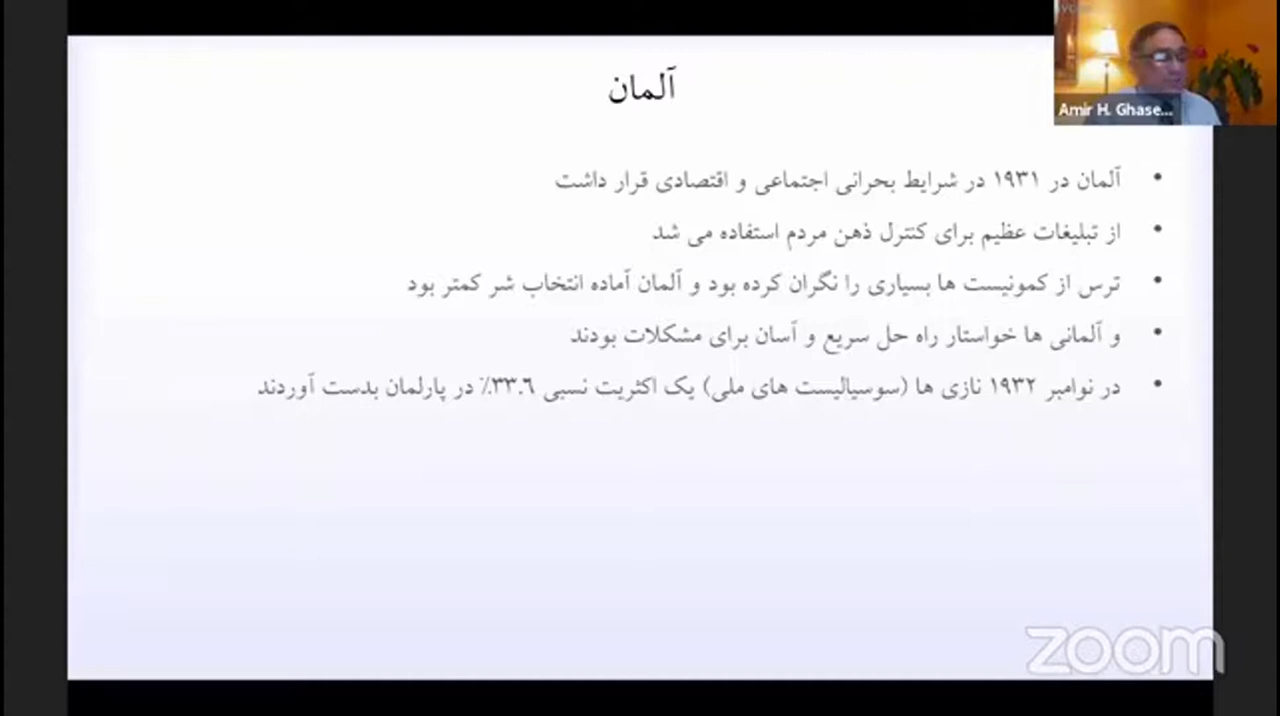 آلمان
Amir H. Ghase...
• آلمان در ۱۹۳۱ در شرایط بحرانی اجتماعی و اقتصادی قرار داشت
• از تبلیغات عظیم برای کنترل ذهن مردم استفاده می شد
• ترس از کمونیست ها بسیاری را نگران کرده بود و آلمان آماده انتخاب شر کمتر بود
• و آلمانی ها خواستار راه حل سریع و آسان برای مشکلات بودند
• در نوامبر ۱۹۳۲ نازی ها (سوسیالیست های ملی) یک اکثریت نسبی ۳۳.٦٪ در پارلمان بدست آوردند
zoom